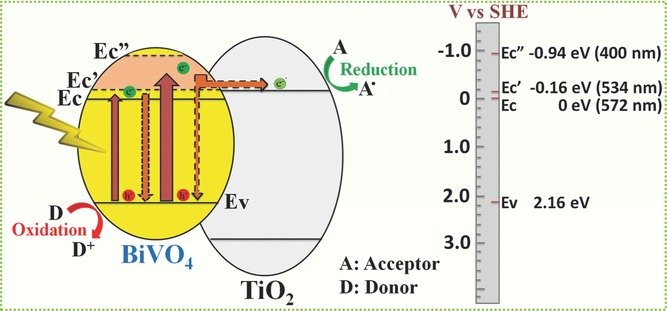 V vs SHE
Ec”
Ec’
Ec
e⁻
e⁻
e⁻
A
Reduction
A⁻
h⁺
h⁺
Ev
D
Oxidation
D⁺
BiVO₄
TiO₂
A: Acceptor
D: Donor
-1.0
0
1.0
2.0
3.0
Ec” -0.94 eV (400 nm)
Ec’ -0.16 eV (534 nm)
Ec 0 eV (572 nm)
Ev 2.16 eV